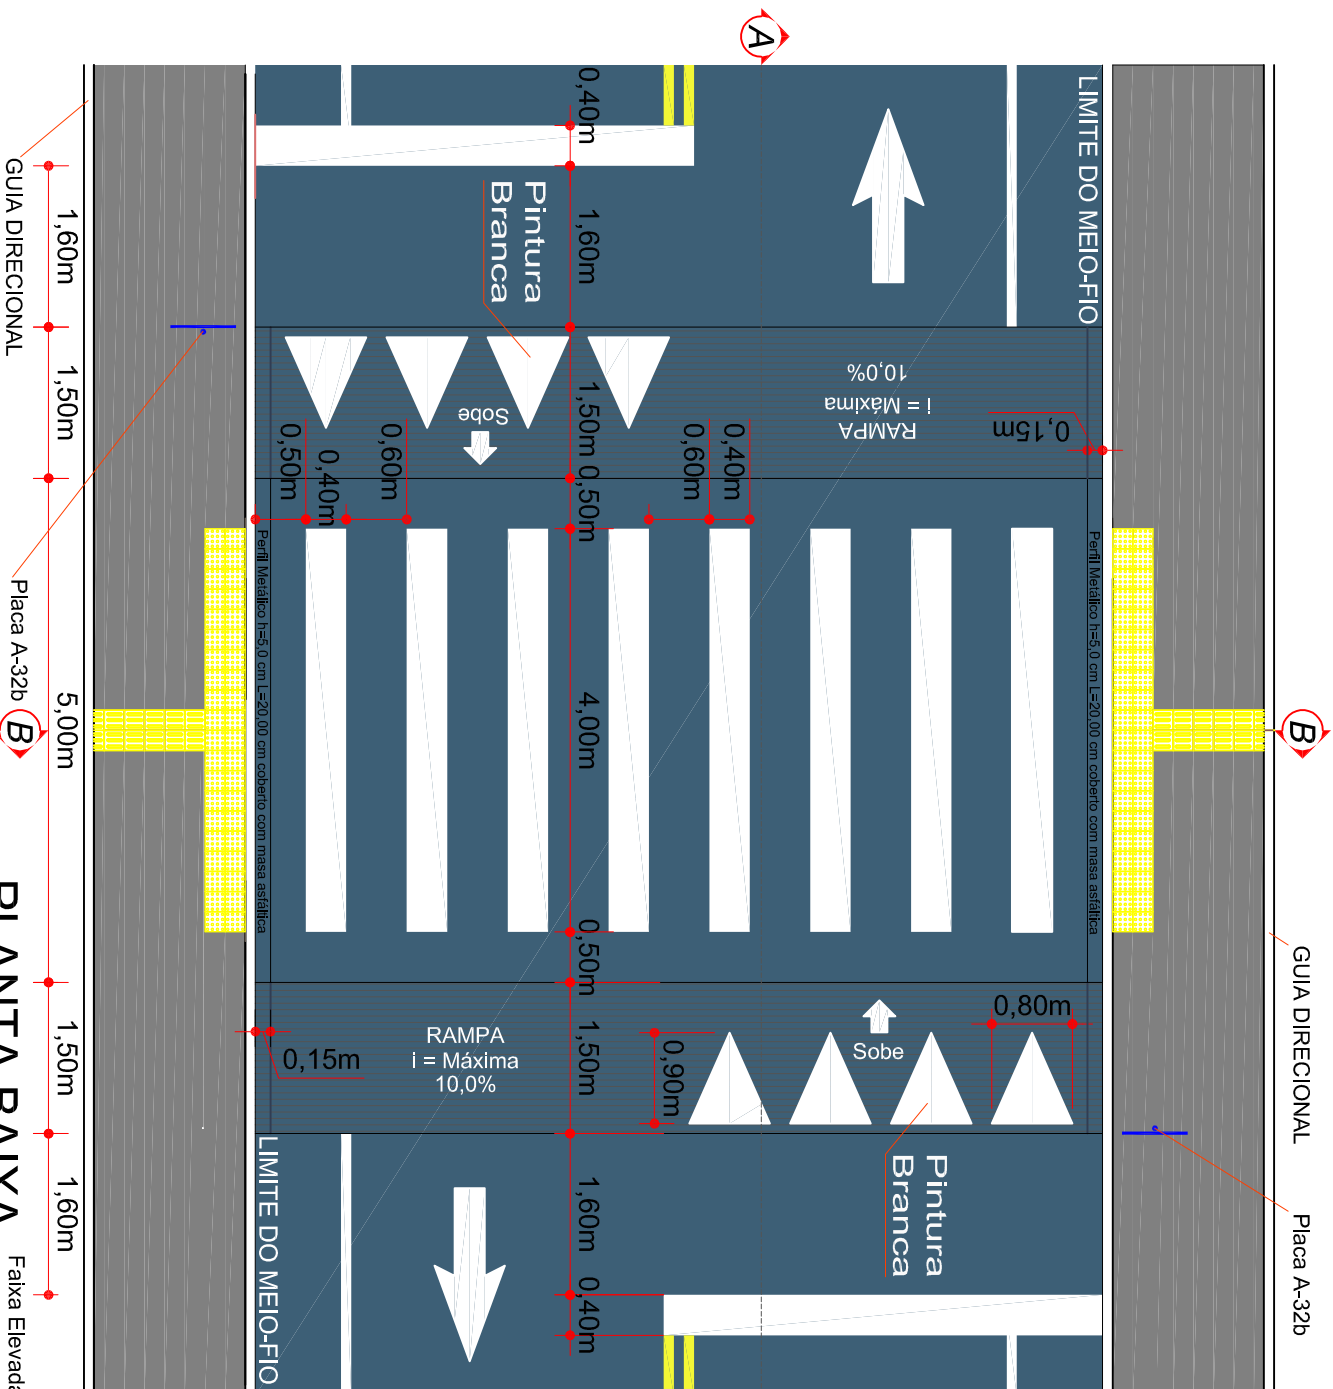 A
LIMITE DO MEIO-FIO
0,40m
1,60m
1,50m
0,50m
4,00m
0,50m
1,50m
1,60m
0,40m
Pintura
Branca
GUIA DIRECIONAL
1,60m
1,50m
5,00m
1,50m
1,60m
RAMPA
i = Máxima
10,0%
Sobe
0,15m
0,50m
0,40m
0,60m
0,60m
0,40m
Perfil Metálico h=5,0 cm L=20,00 cm coberto com masa asfáltica
Perfil Metálico h=5,0 cm L=20,00 cm coberto com masa asfáltica
Placa A-32b
B
B
GUIA DIRECIONAL
RAMPA
i = Máxima
10,0%
0,15m
Sobe
0,80m
0,90m
Pintura
Branca
LIMITE DO MEIO-FIO
Placa A-32b
PLANTA BAIXA
Faixa Elevada